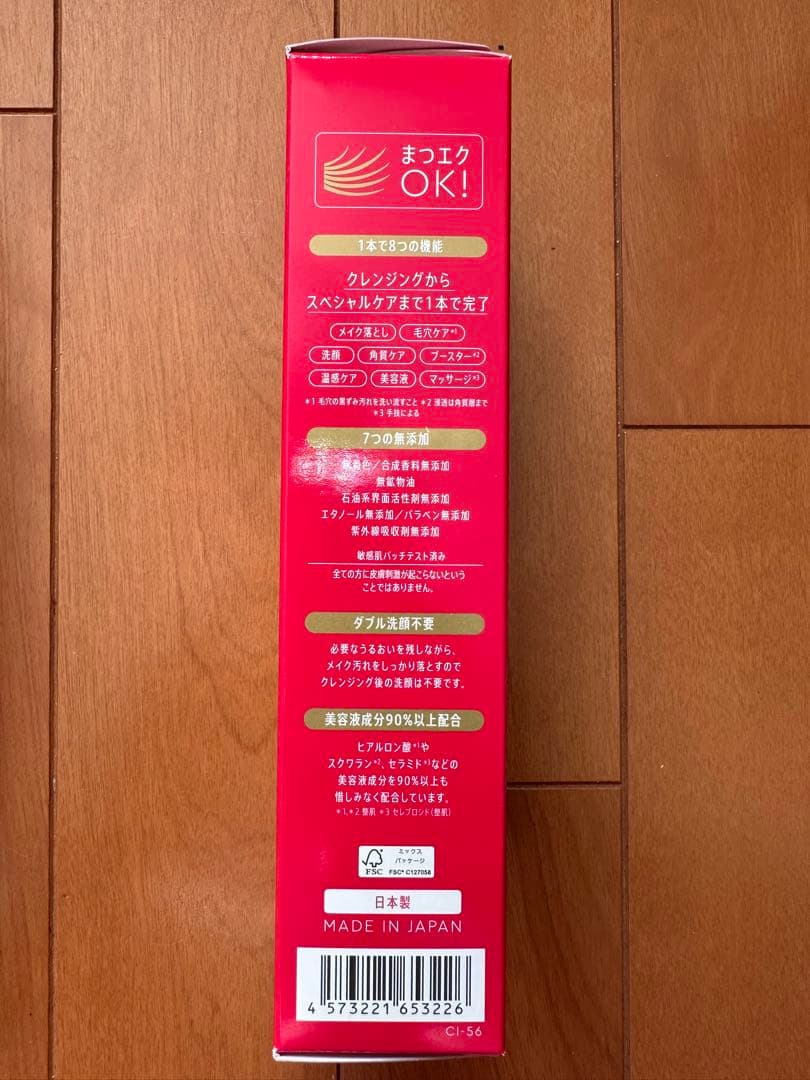 まつエク
OK!
1本で8つの機能
クレンジングから
スペシャルケアまで1本で完了
メイク落とし 毛穴ケア*1
洗顔 角質ケア ブースター*2
温感ケア 美容液 マッサージ*3
*1 毛穴の黒ずみ汚れを洗い流すこと *2 浸透は角質層まで
*3 手技による
7つの無添加
無着色/合成香料無添加
無鉱物油
石油系界面活性剤無添加
エタノール無添加/パラベン無添加
紫外線吸収剤無添加
敏感肌パッチテスト済み
全ての方に皮膚刺激が起こらないという
ことではありません。
ダブル洗顔不要
必要なうるおいを残しながら、
メイク汚れをしっかり落とすので
クレンジング後の洗顔は不要です。
美容液成分90%以上配合
ヒアルロン酸*1や
スクワラン*2、セラミド*3などの
美容液成分を90%以上も
惜しみなく配合しています。
*1,*2 整肌 *3 セレブロシド(整肌)
ミックス
パッケージ
FSC FSC® C127058
日本製
MADE IN JAPAN
4 573221 653226
CI-56